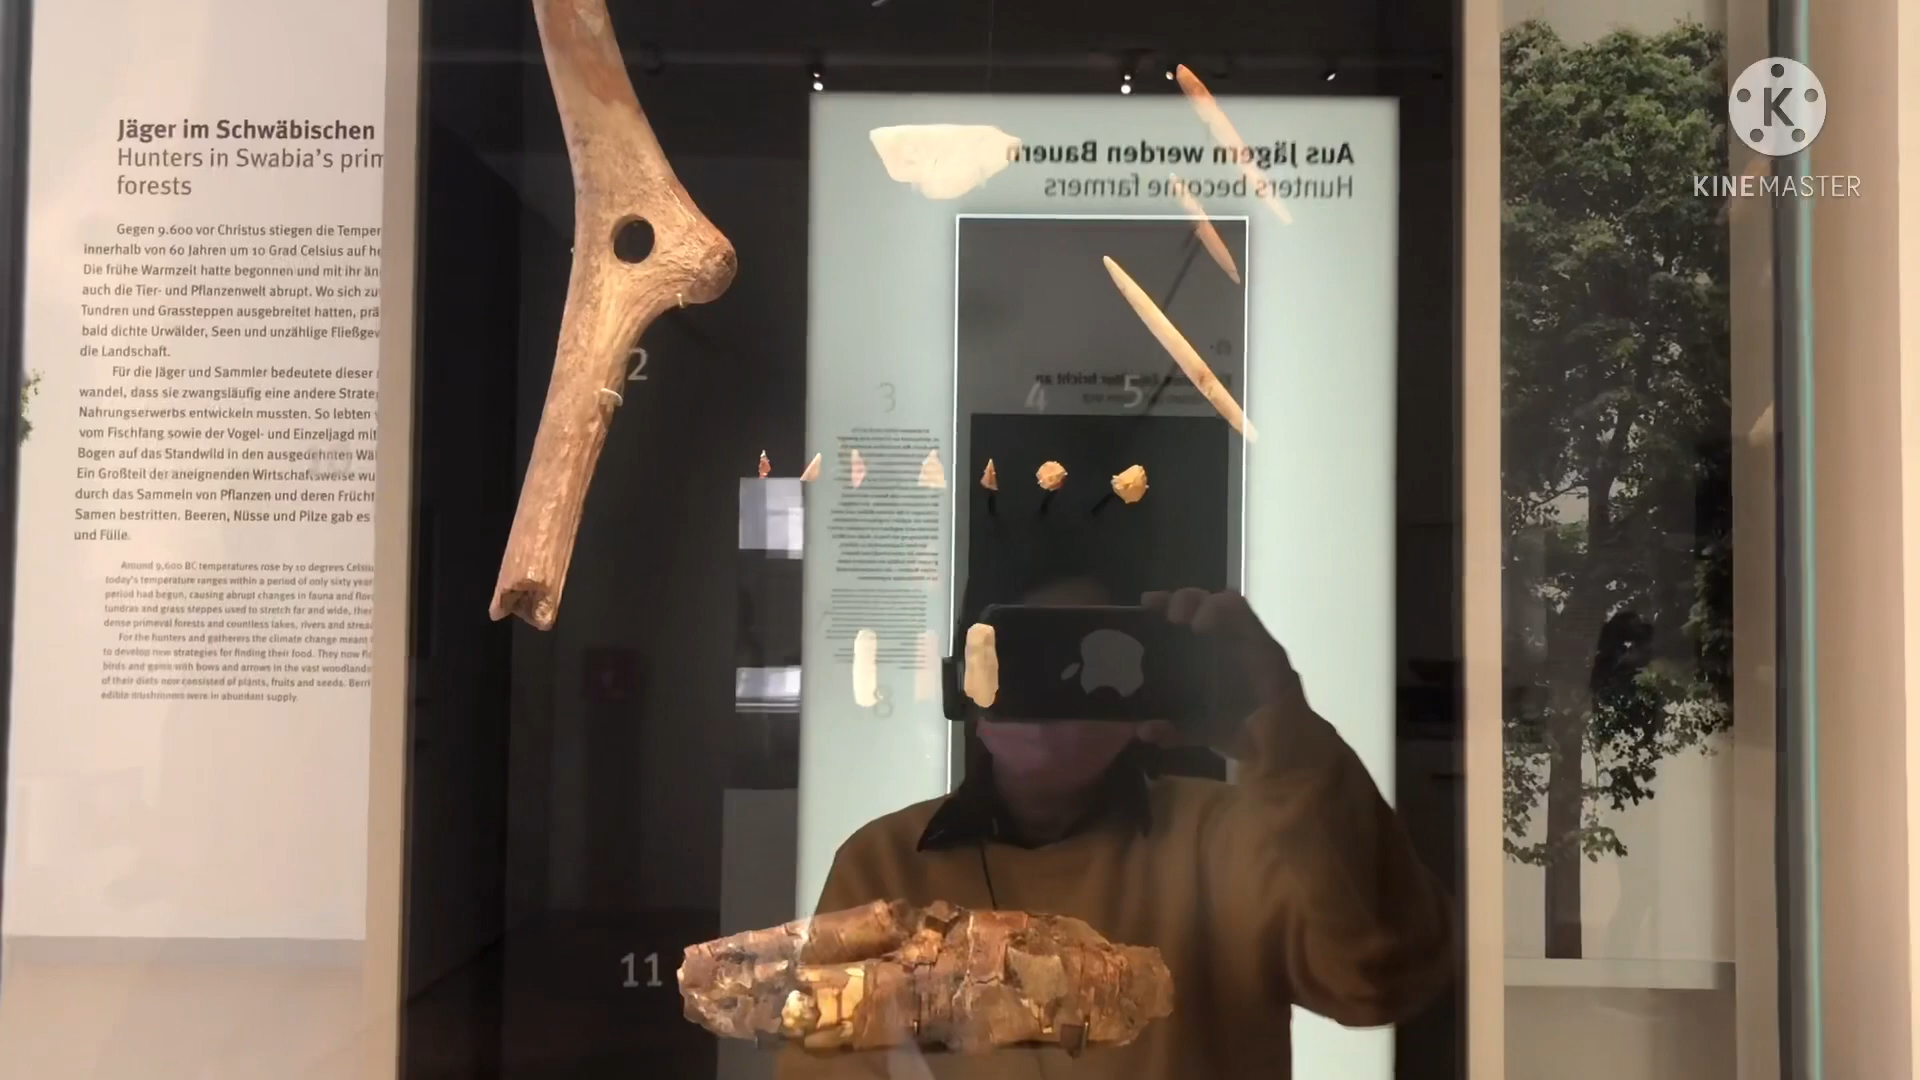 Jäger im Schwäbischen
Hunters in Swabia's prim
forests
Gegen 9.600 vor Christus stiegen die Temper
innerhalb von 60 Jahren um 10 Grad Celsius auf he
Die frühe Warmzeit hatte begonnen und mit ihr än
auch die Tier- und Pflanzenwelt abrupt. Wo sich zu
Tundren und Grassteppen ausgebreitet hatten, prä
bald dichte Urwälder, Seen und unzählige Fließgew
die Landschaft.
Für die Jäger und Sammler bedeutete dieser
wandel, dass sie zwangsläufig eine andere Strate
Nahrungserwerbs entwickeln mussten. So lebten
vom Fischfang sowie der Vogel- und Einzeljagd mit
Bogen auf das Standwild in den ausgedehnten Wäl
Ein Großteil der aneignenden Wirtschaftsweise wu
durch das Sammeln von Pflanzen und deren Frücht
Samen bestritten. Beeren, Nüsse und Pilze gab es
und Fülle.
Around 9,600 BC temperatures rose by 10 degrees Celsiu
today's temperature ranges within a period of only sixty year
period had begun, causing abrupt changes in fauna and flor
tundras and grass steppes used to stretch far and wide, ther
dense primeval forests and countless lakes, rivers and strea
For the hunters and gatherers the climate change meant
to develop new strategies for finding their food. They now
birds and game with bows and arrows in the vast woodlands
of their diets now consisted of plants, fruits and seeds. Berri
edible mushrooms were in abundant supply.
Aus Jägern werden Bauern
Hunters become farmers
2
3
4
5
8
11
K
KINEMASTER